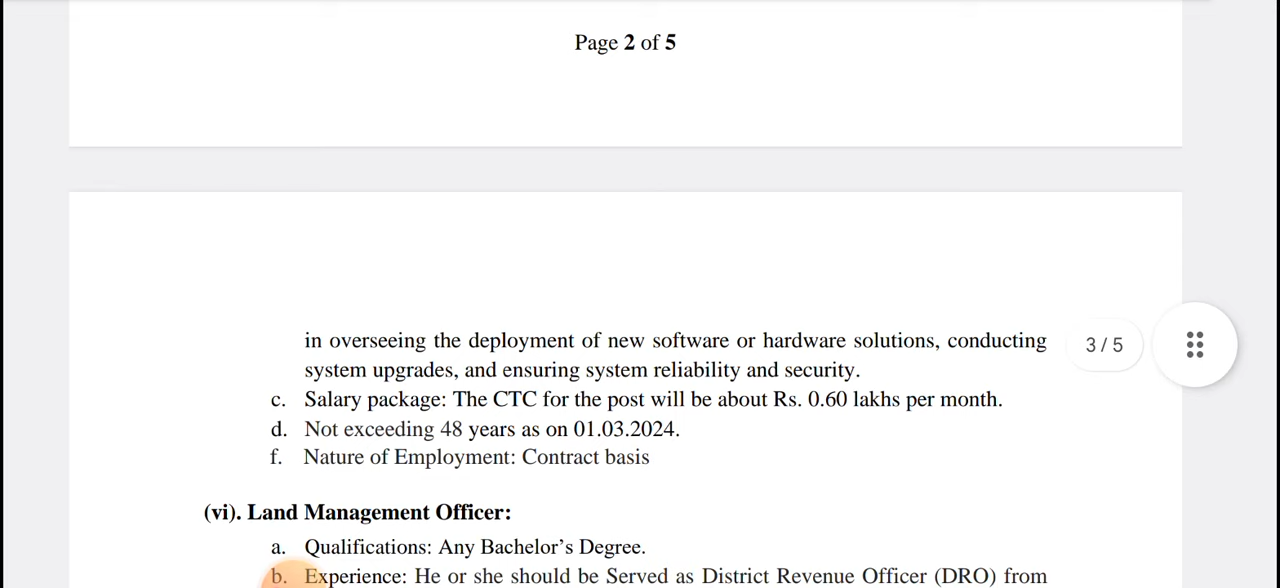 Page 2 of 5
in overseeing the deployment of new software or hardware solutions, conducting
system upgrades, and ensuring system reliability and security.
c. Salary package: The CTC for the post will be about Rs. 0.60 lakhs per month.
d. Not exceeding 48 years as on 01.03.2024.
f. Nature of Employment: Contract basis
3 / 5
(vi). Land Management Officer:
a. Qualifications: Any Bachelor’s Degree.
b. Experience: He or she should be Served as District Revenue Officer (DRO) from